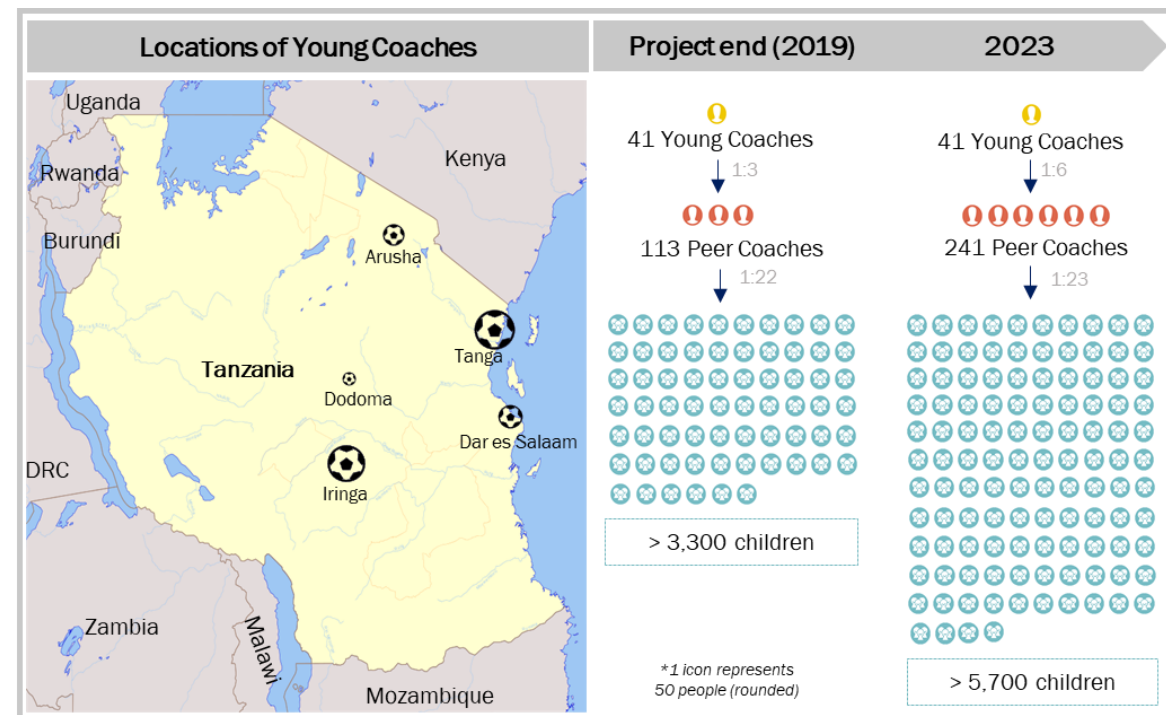 Locations of Young Coaches
Project end (2019)
2023
Uganda
Rwanda
Burundi
Kenya
Arusha
Tanga
Tanzania
Dodoma
Dar es Salaam
Iringa
DRC
Zambia
Malawi
Mozambique
41 Young Coaches
1:3
113 Peer Coaches
1:22
> 3,300 children
*1 icon represents
50 people (rounded)
41 Young Coaches
1:6
241 Peer Coaches
1:23
> 5,700 children